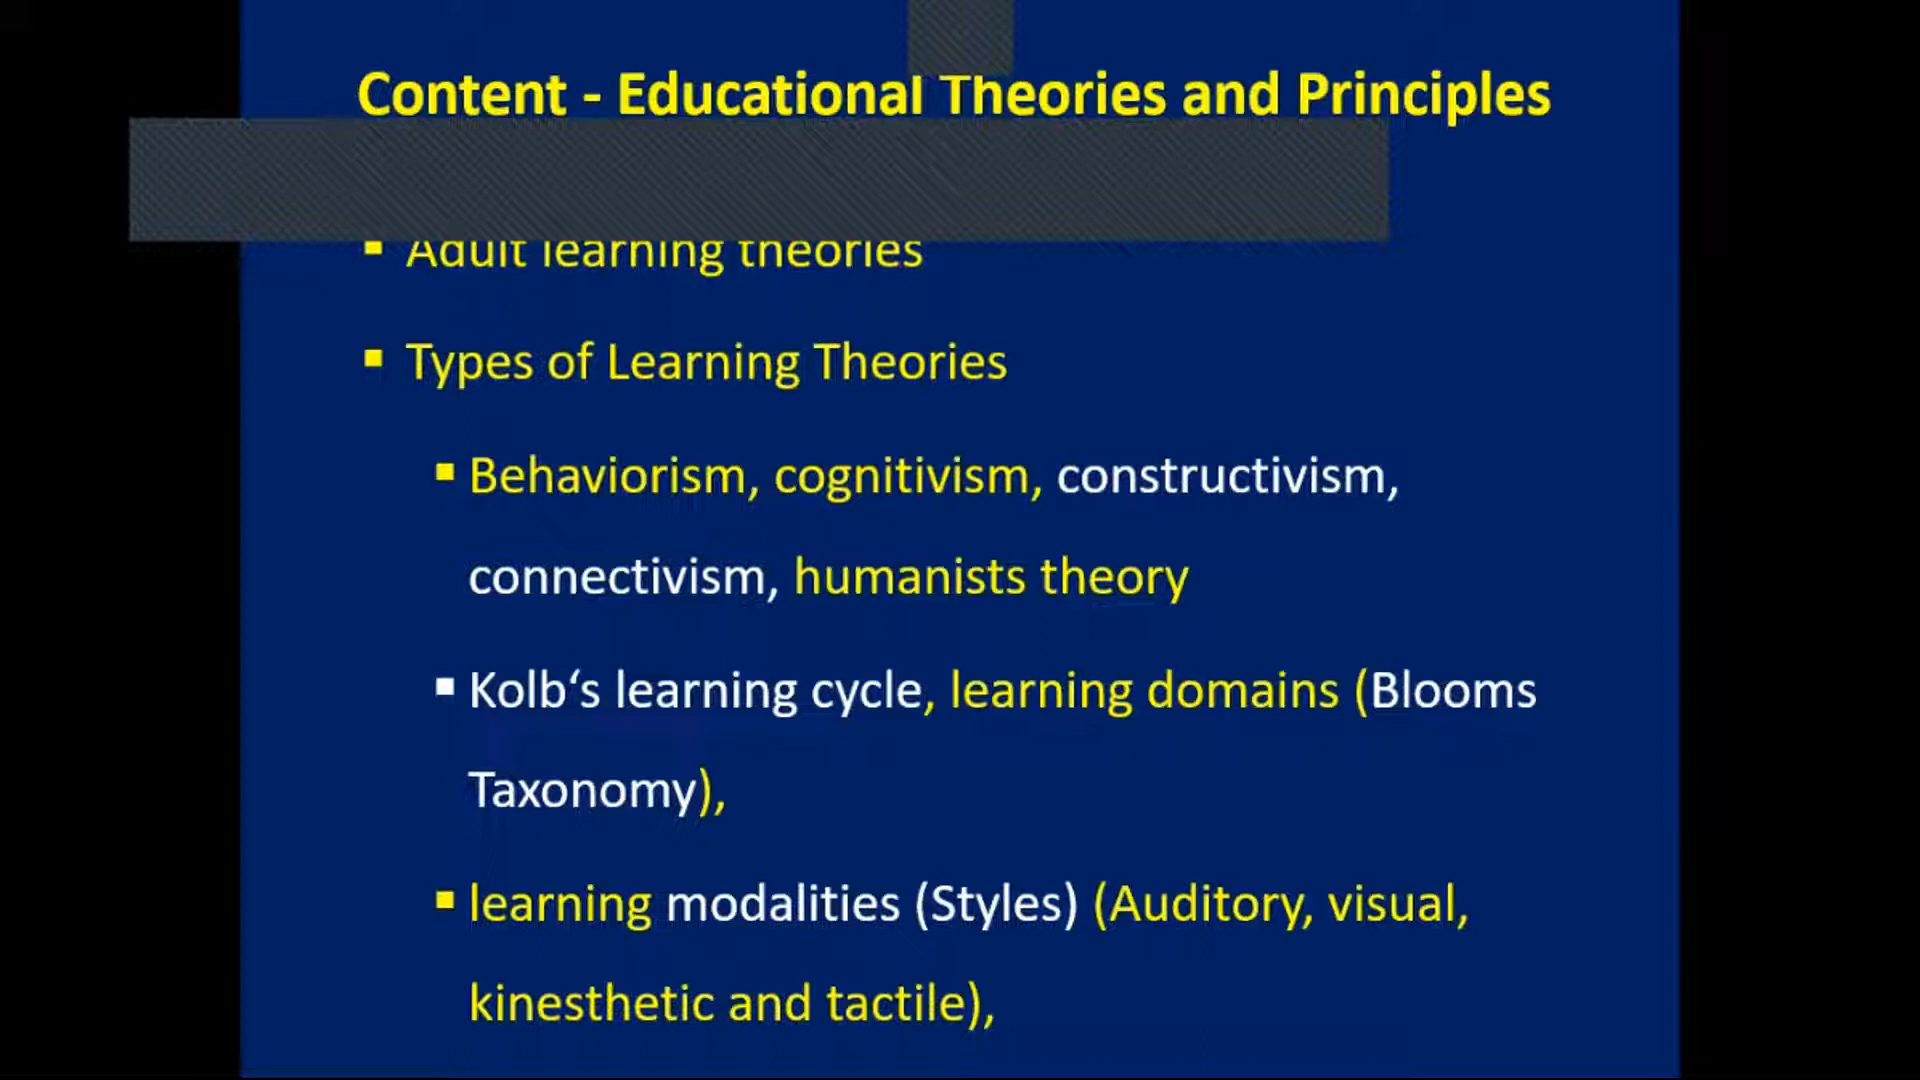 Content - Educational Theories and Principles
▪ Adult learning theories
▪ Types of Learning Theories
▪ Behaviorism, cognitivism, constructivism,
connectivism, humanists theory
▪ Kolb‘s learning cycle, learning domains (Blooms
Taxonomy),
▪ learning modalities (Styles) (Auditory, visual,
kinesthetic and tactile),